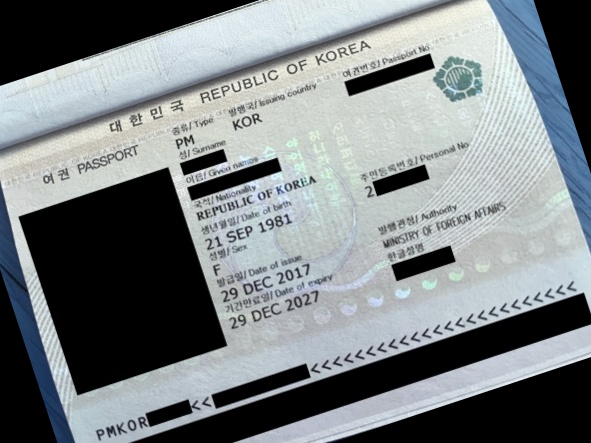 대한민국 REPUBLIC OF KOREA
여권 PASSPORT
종류/ Type
발행국/ Issuing country
여권번호/ Passport No
PM
KOR
성/ Surname
이름/ Given names
국적/ Nationality
REPUBLIC OF KOREA
생년월일/ Date of birth
21 SEP 1981
주민등록번호/ Personal No
2
성별/ Sex
F
발행관청/ Authority
MINISTRY OF FOREIGN AFFAIRS
발급일/ Date of issue
29 DEC 2017
한글성명
기간만료일/ Date of expiry
29 DEC 2027
PMKOR
<<
<<<<<<<<<<<<<<<<<<<<<<<<